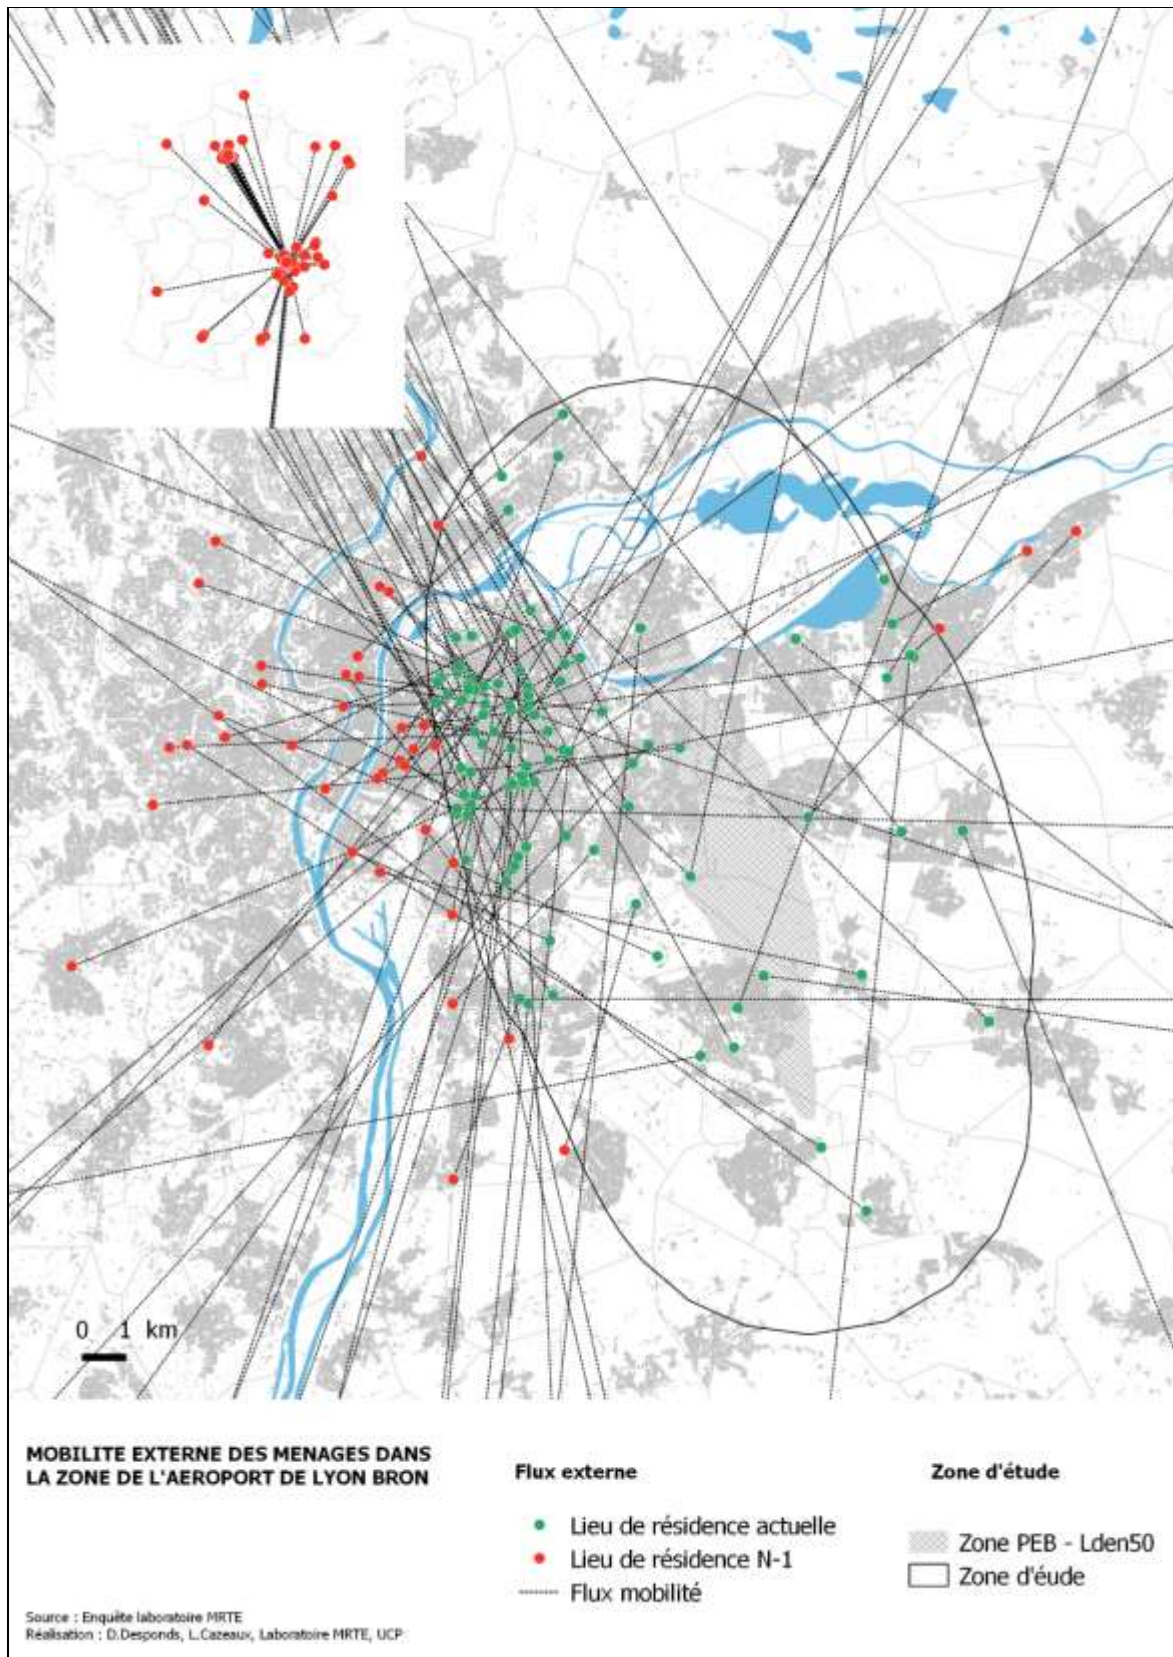 0 1 km
MOBILITE EXTERNE DES MENAGES DANS
LA ZONE DE L'AEROPORT DE LYON BRON
Flux externe
Lieu de résidence actuelle
Lieu de résidence N-1
Flux mobilité
Zone d'étude
Zone PEB - Lden50
Zone d'éude
Source : Enquête laboratoire MRTE
Réalisation : D.Desponds, L.Cazeaux, Laboratoire MRTE, UCP